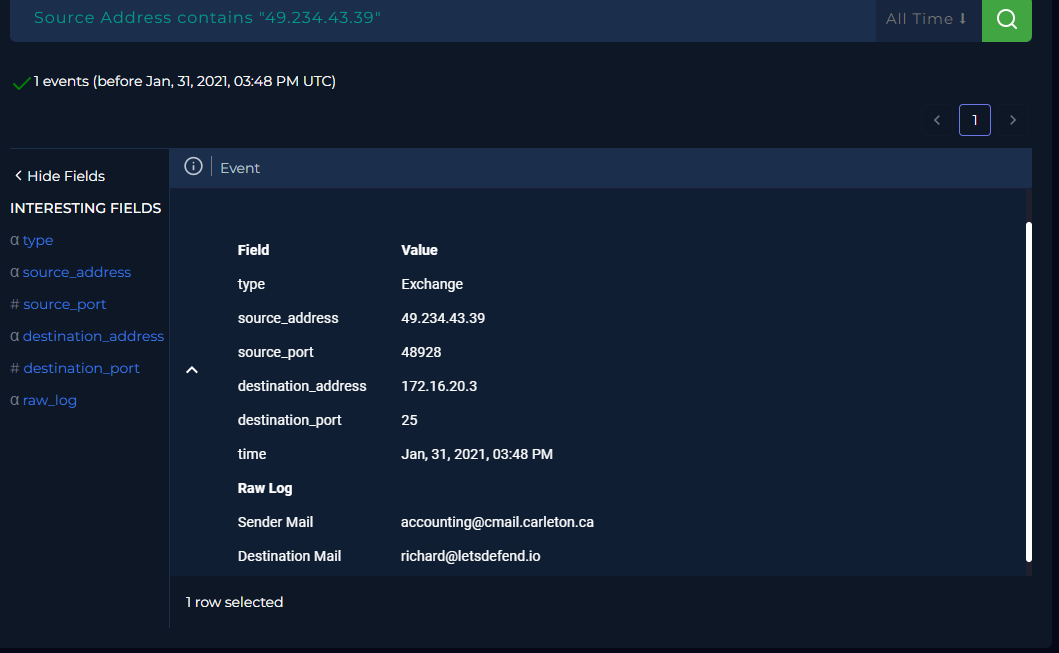 Source Address contains "49.234.43.39"
All Time ⬇
1 events (before Jan, 31, 2021, 03:48 PM UTC)
< 1 >
< Hide Fields
INTERESTING FIELDS
α type
α source_address
# source_port
α destination_address
# destination_port
α raw_log
Event
Field Value
type Exchange
source_address 49.234.43.39
source_port 48928
destination_address 172.16.20.3
destination_port 25
time Jan, 31, 2021, 03:48 PM
Raw Log
Sender Mail accounting@cmail.carleton.ca
Destination Mail richard@letsdefend.io
1 row selected